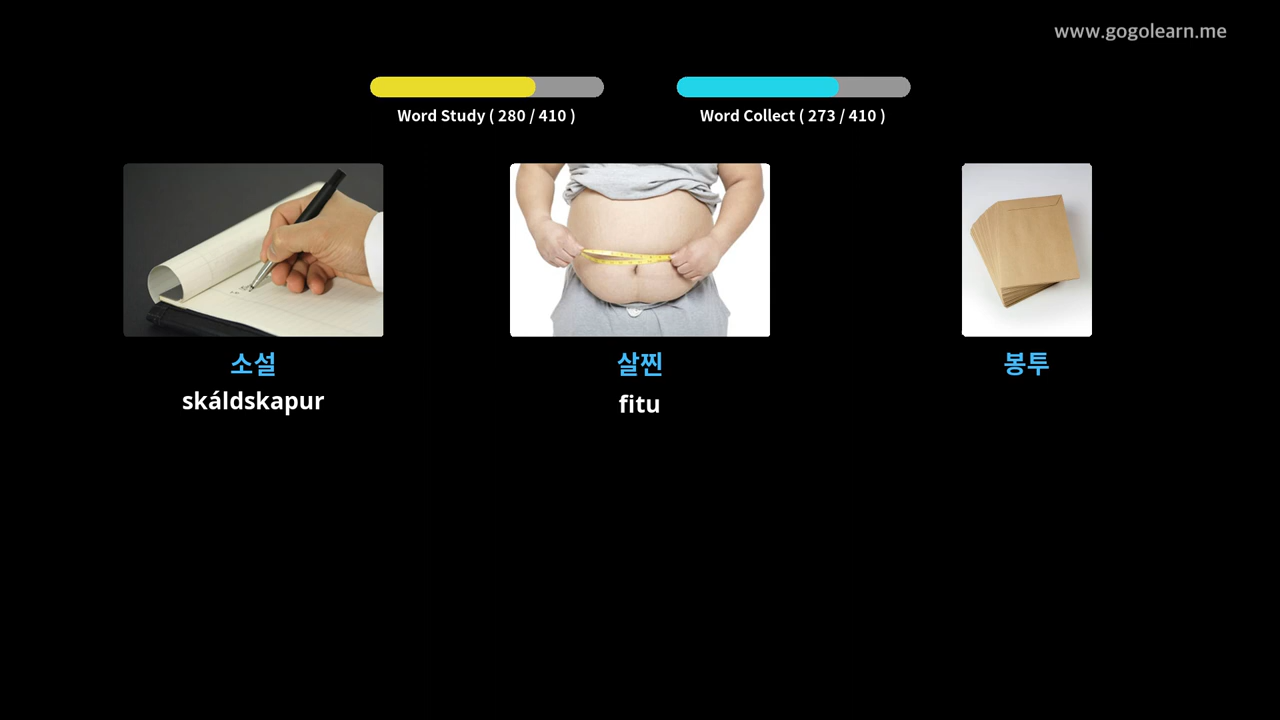 www.gogolearn.me
Word Study ( 280 / 410 )
Word Collect ( 273 / 410 )
소설
살찐
봉투
skáldskapur
fitu